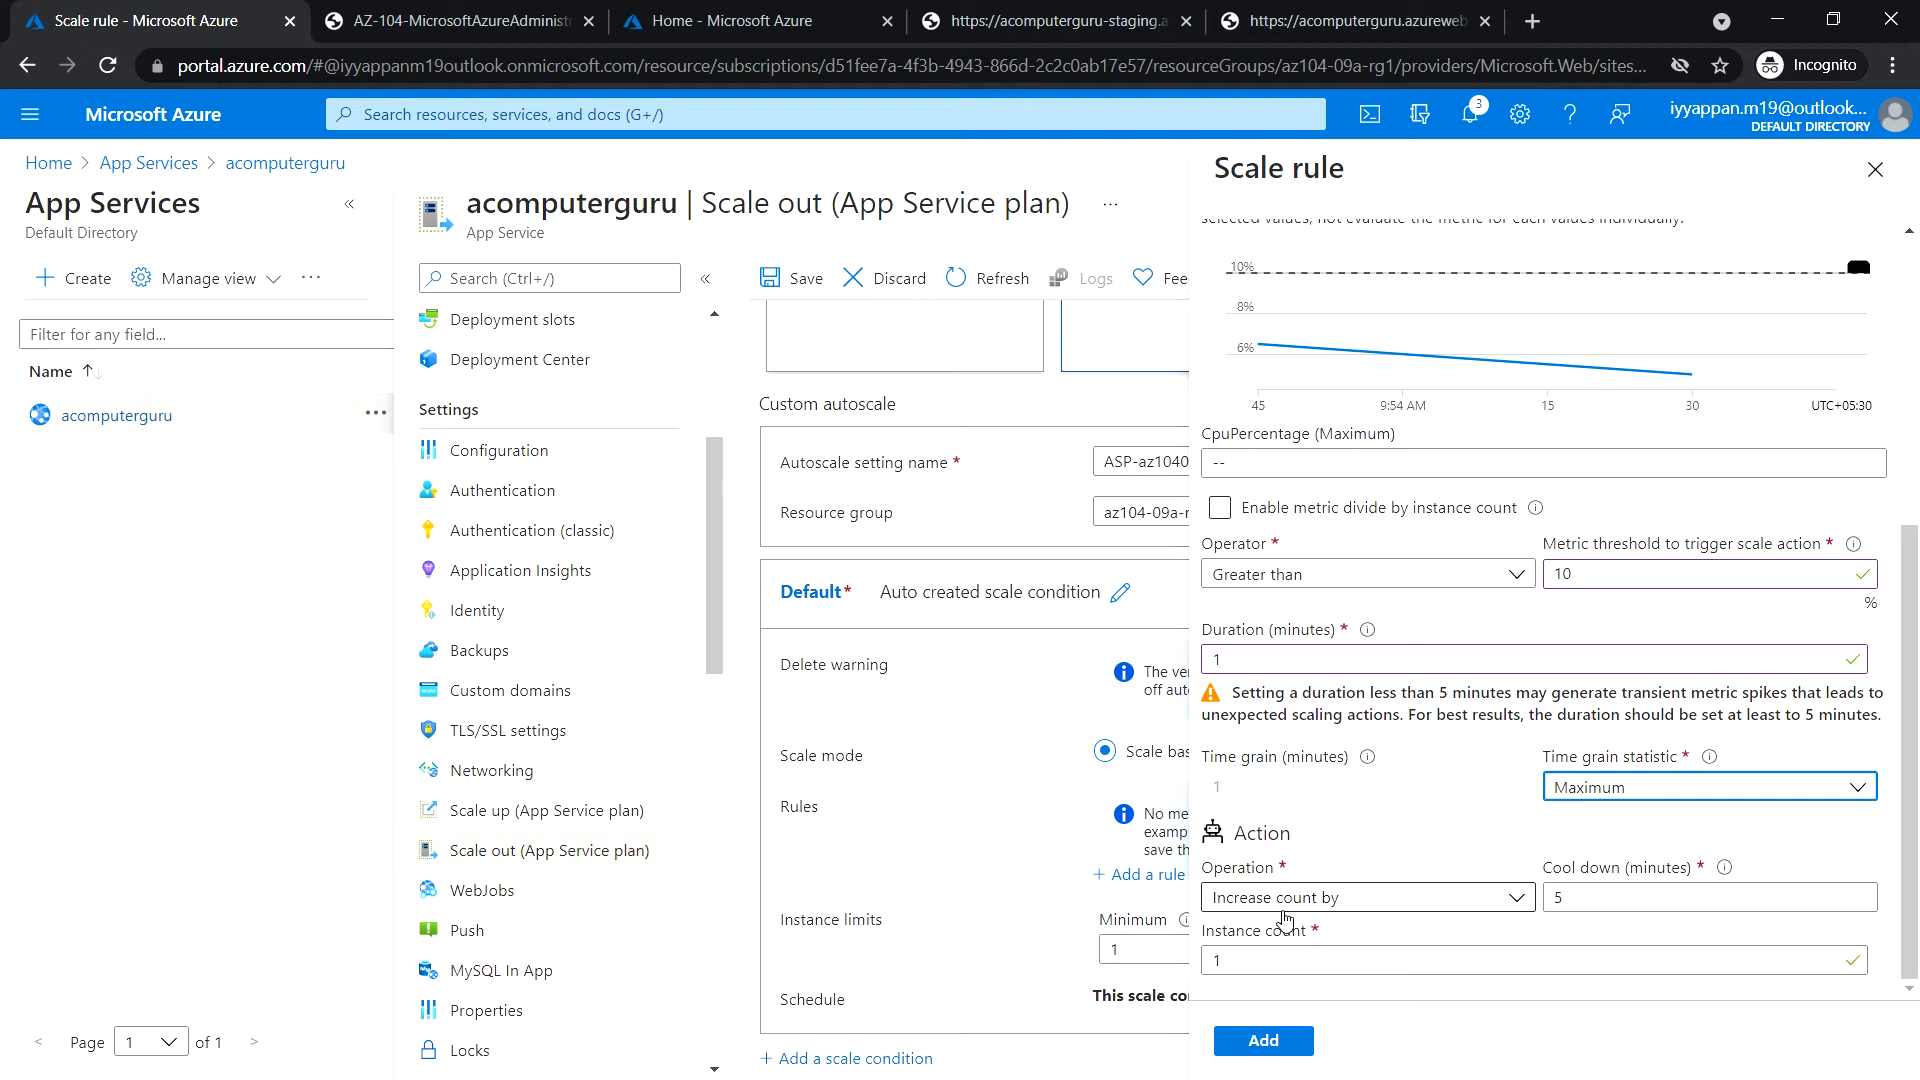 Scale rule - Microsoft Azure
AZ-104-MicrosoftAzureAdminist
Home - Microsoft Azure
https://acomputerguru-staging.a
https://acomputerguru.azureweb
portal.azure.com/#@iyyappanm19outlook.onmicrosoft.com/resource/subscriptions/d51fee7a-4f3b-4943-866d-2c2c0ab17e57/resourceGroups/az104-09a-rg1/providers/Microsoft.Web/sites...
Incognito
Microsoft Azure
Search resources, services, and docs (G+/)
3
iyyappan.m19@outlook...
DEFAULT DIRECTORY
Home > App Services > acomputerguru
App Services
Default Directory
Create
Manage view
Filter for any field...
Name
acomputerguru
Page 1 of 1
acomputerguru | Scale out (App Service plan)
App Service
Search (Ctrl+/)
Deployment slots
Deployment Center
Settings
Configuration
Authentication
Authentication (classic)
Application Insights
Identity
Backups
Custom domains
TLS/SSL settings
Networking
Scale up (App Service plan)
Scale out (App Service plan)
WebJobs
Push
MySQL In App
Properties
Locks
Save
Discard
Refresh
Logs
Fee
Custom autoscale
Autoscale setting name *
ASP-az1040
Resource group
az104-09a-r
Default*
Auto created scale condition
Delete warning
The ve
off aut
Scale mode
Scale bas
Rules
No me
examp
save th
+ Add a rule
Instance limits
Minimum
1
Schedule
This scale co
+ Add a scale condition
Scale rule
selected values, not evaluate the metric for each values individually.
10%
8%
6%
45
9:54 AM
15
30
UTC+05:30
CpuPercentage (Maximum)
--
Enable metric divide by instance count
Operator *
Greater than
Metric threshold to trigger scale action *
10
%
Duration (minutes) *
1
Setting a duration less than 5 minutes may generate transient metric spikes that leads to
unexpected scaling actions. For best results, the duration should be set at least to 5 minutes.
Time grain (minutes)
1
Time grain statistic *
Maximum
Action
Operation *
Increase count by
Cool down (minutes) *
5
Instance count *
1
Add